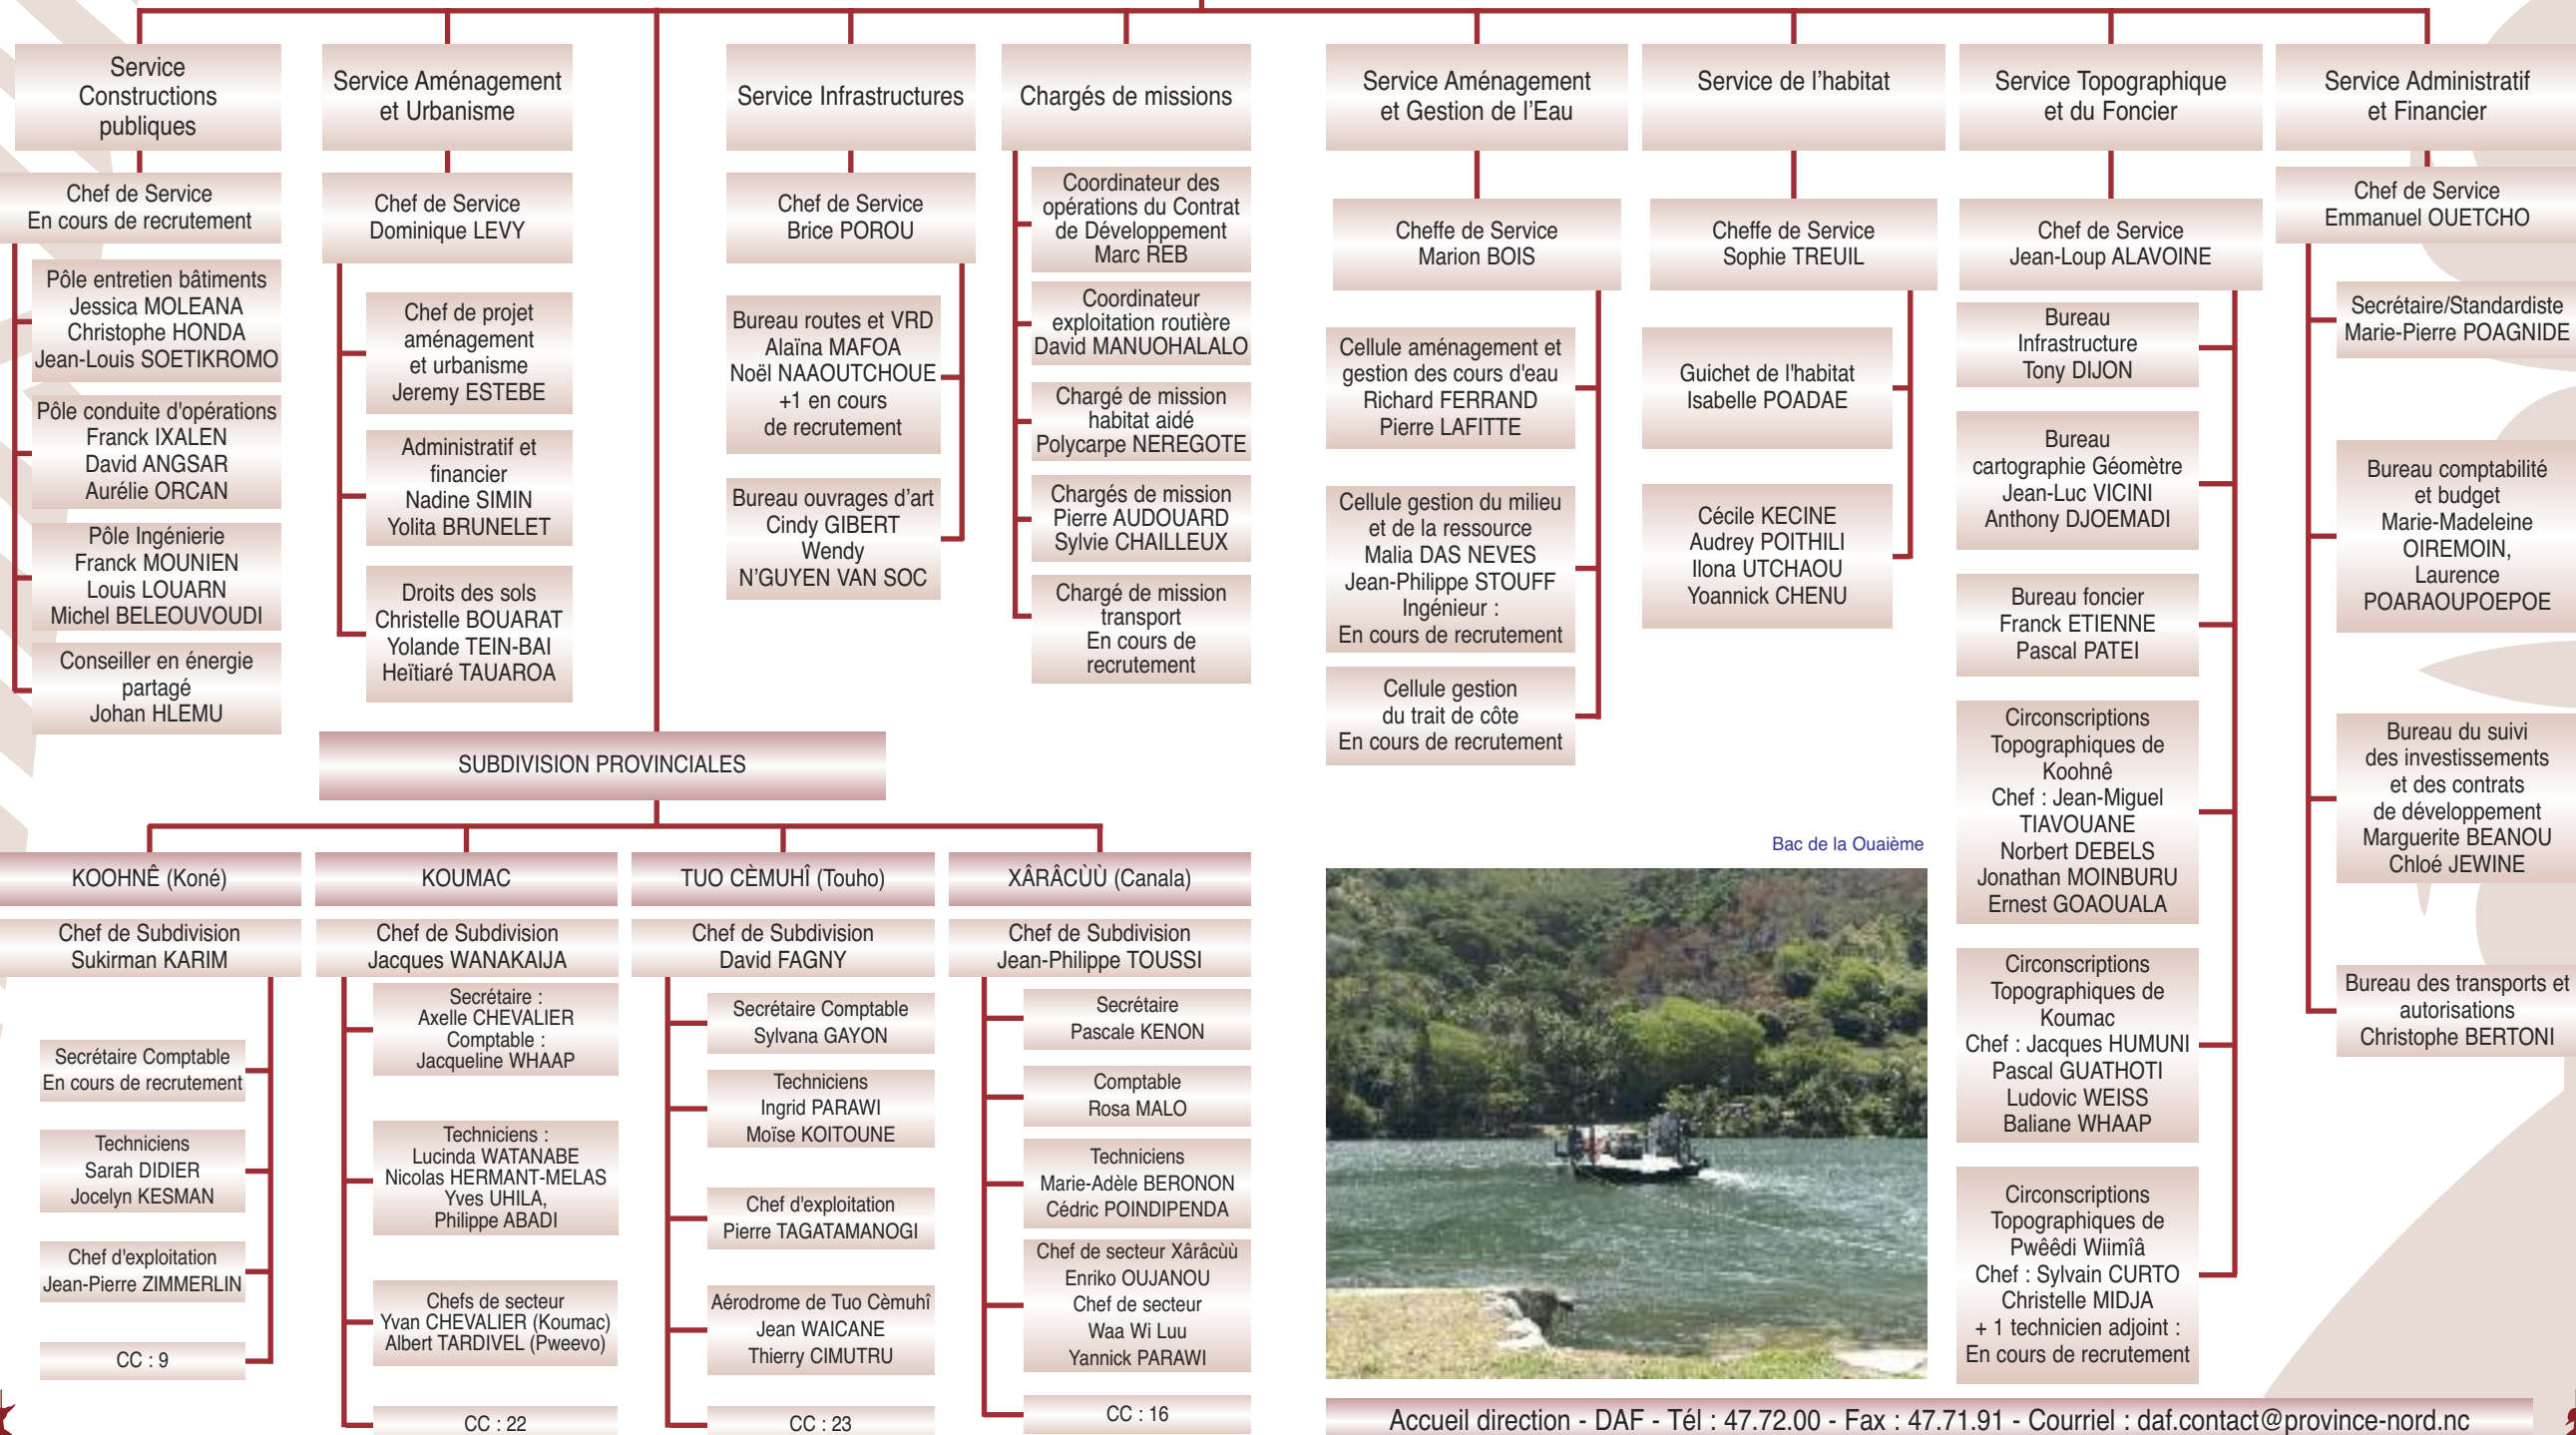 Service
Constructions
publiques
Chef de Service
En cours de recrutement
Pôle entretien bâtiments
Jessica MOLEANA
Christophe HONDA
Jean-Louis SOETIKROMO
Pôle conduite d'opérations
Franck IXALEN
David ANGSAR
Aurélie ORCAN
Pôle Ingénierie
Franck MOUNIEN
Louis LOUARN
Michel BELEOUVOUDI
Conseiller en énergie
partagé
Johan HLEMU
Service Aménagement
et Urbanisme
Chef de Service
Dominique LEVY
Chef de projet
aménagement
et urbanisme
Jeremy ESTEBE
Administratif et
financier
Nadine SIMIN
Yolita BRUNELET
Droits des sols
Christelle BOUARAT
Yolande TEIN-BAI
Heïtiaré TAUAROA
Service Infrastructures
Chef de Service
Brice POROU
Bureau routes et VRD
Alaïna MAFOA
Noël NAAOUTCHOUE
+1 en cours
de recrutement
Bureau ouvrages d'art
Cindy GIBERT
Wendy
N'GUYEN VAN SOC
Chargés de missions
Coordinateur des
opérations du Contrat
de Développement
Marc REB
Coordinateur
exploitation routière
David MANUOHALALO
Chargé de mission
habitat aidé
Polycarpe NEREGOTE
Chargés de mission
Pierre AUDOUARD
Sylvie CHAILLEUX
Chargé de mission
transport
En cours de
recrutement
Service Aménagement
et Gestion de l'Eau
Cheffe de Service
Marion BOIS
Cellule aménagement et
gestion des cours d'eau
Richard FERRAND
Pierre LAFITTE
Cellule gestion du milieu
et de la ressource
Malia DAS NEVES
Jean-Philippe STOUFF
Ingénieur :
En cours de recrutement
Cellule gestion
du trait de côte
En cours de recrutement
Service de l'habitat
Cheffe de Service
Sophie TREUIL
Guichet de l'habitat
Isabelle POADAE
Cécile KECINE
Audrey POITHILI
Ilona UTCHAOU
Yoannick CHENU
Service Topographique
et du Foncier
Chef de Service
Jean-Loup ALAVOINE
Bureau
Infrastructure
Tony DIJON
Bureau
cartographie Géomètre
Jean-Luc VICINI
Anthony DJOEMADI
Bureau foncier
Franck ETIENNE
Pascal PATEI
Circonscriptions
Topographiques de
Koohnê
Chef : Jean-Miguel
TIAVOUANE
Norbert DEBELS
Jonathan MOINBURU
Ernest GOAOUALA
Circonscriptions
Topographiques de
Koumac
Chef : Jacques HUMUNI
Pascal GUATHOTI
Ludovic WEISS
Baliane WHAAP
Circonscriptions
Topographiques de
Pwêêdi Wiimîâ
Chef : Sylvain CURTO
Christelle MIDJA
+ 1 technicien adjoint :
En cours de recrutement
Service Administratif
et Financier
Chef de Service
Emmanuel OUETCHO
Secrétaire/Standardiste
Marie-Pierre POAGNIDE
Bureau comptabilité
et budget
Marie-Madeleine
OIREMOIN,
Laurence
POARAOUPOEPOE
Bureau du suivi
des investissements
et des contrats
de développement
Marguerite BEANOU
Chloé JEWINE
Bureau des transports et
autorisations
Christophe BERTONI
SUBDIVISION PROVINCIALES
KOOHNÊ (Koné)
Chef de Subdivision
Sukirman KARIM
Secrétaire Comptable
En cours de recrutement
Techniciens
Sarah DIDIER
Jocelyn KESMAN
Chef d'exploitation
Jean-Pierre ZIMMERLIN
CC : 9
KOUMAC
Chef de Subdivision
Jacques WANAKAIJA
Secrétaire :
Axelle CHEVALIER
Comptable :
Jacqueline WHAAP
Techniciens :
Lucinda WATANABE
Nicolas HERMANT-MELAS
Yves UHILA,
Philippe ABADI
Chefs de secteur
Yvan CHEVALIER (Koumac)
Albert TARDIVEL (Pweevo)
CC : 22
TUO CÈMUHÎ (Touho)
Chef de Subdivision
David FAGNY
Secrétaire Comptable
Sylvana GAYON
Techniciens
Ingrid PARAWI
Moïse KOITOUNE
Chef d'exploitation
Pierre TAGATAMANOGI
Aérodrome de Tuo Cèmuhî
Jean WAICANE
Thierry CIMUTRU
CC : 23
XÂRÂCÙÙ (Canala)
Chef de Subdivision
Jean-Philippe TOUSSI
Secrétaire
Pascale KENON
Comptable
Rosa MALO
Techniciens
Marie-Adèle BERONON
Cédric POINDIPENDA
Chef de secteur Xârâcùù
Enriko OUJANOU
Chef de secteur
Waa Wi Luu
Yannick PARAWI
CC : 16
Bac de la Ouaième
Accueil direction - DAF - Tél : 47.72.00 - Fax : 47.71.91 - Courriel : daf.contact@province-nord.nc